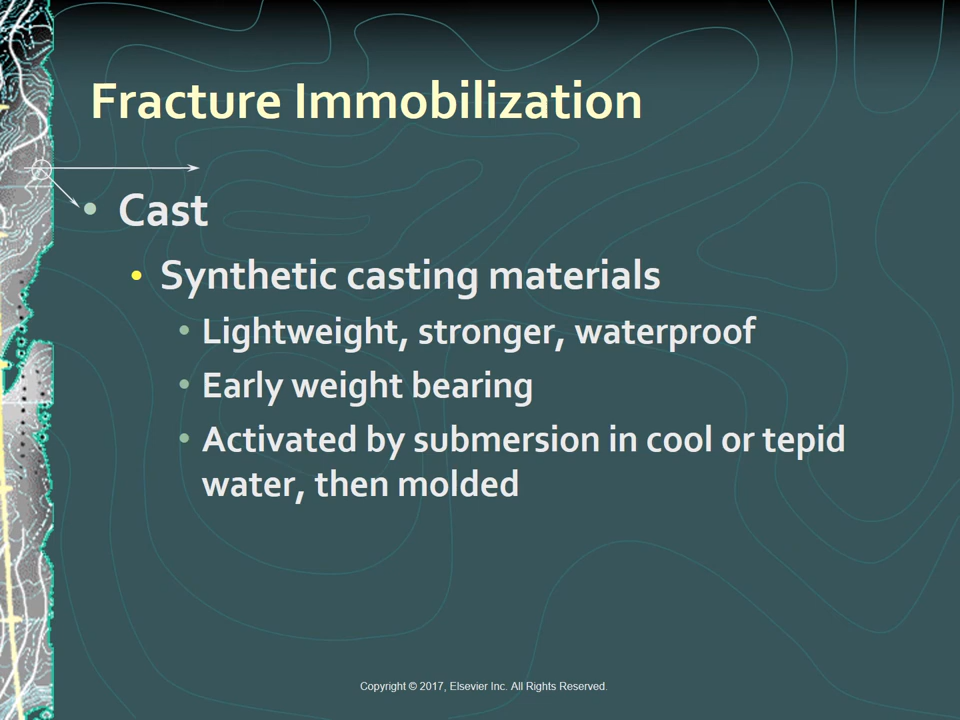 Fracture Immobilization
• Cast
• Synthetic casting materials
• Lightweight, stronger, waterproof
• Early weight bearing
• Activated by submersion in cool or tepid
water, then molded
Copyright © 2017, Elsevier Inc. All Rights Reserved.